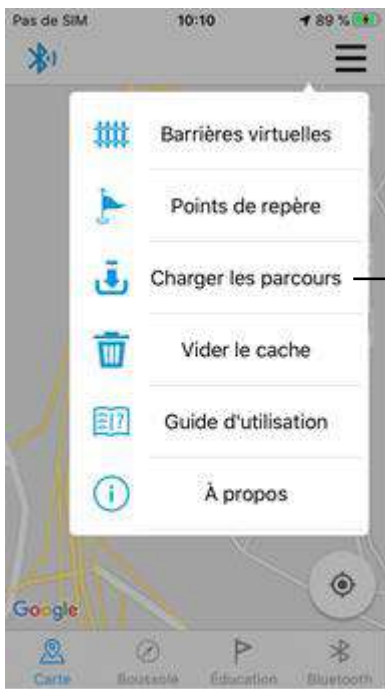 Pas de SIM 10:10 89 %
Barrières virtuelles
Points de repère
Charger les parcours
Vider le cache
Guide d'utilisation
À propos
Google
Carte Boussole Éducation Bluetooth